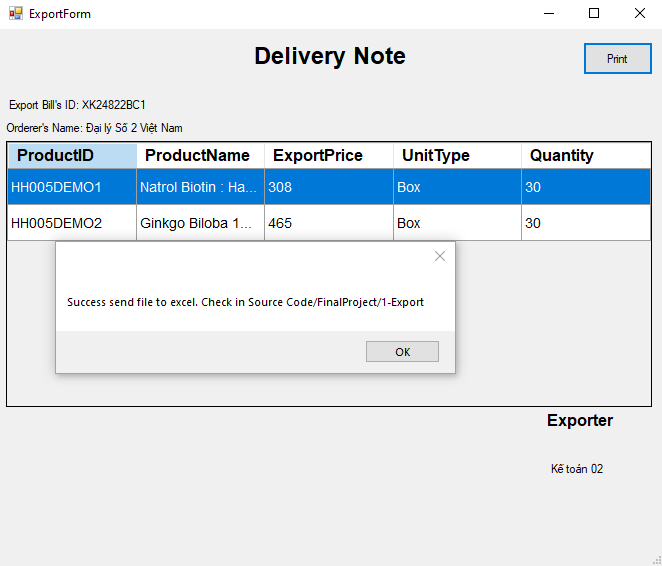 ExportForm
Delivery Note
Print
Export Bill's ID: XK24822BC1
Orderer's Name: Đại lý Số 2 Việt Nam
ProductID ProductName ExportPrice UnitType Quantity
HH005DEMO1 Natrol Biotin : Ha... 308 Box 30
HH005DEMO2 Ginkgo Biloba 1... 465 Box 30
Success send file to excel. Check in Source Code/FinalProject/1-Export
OK
Exporter
Kế toán 02